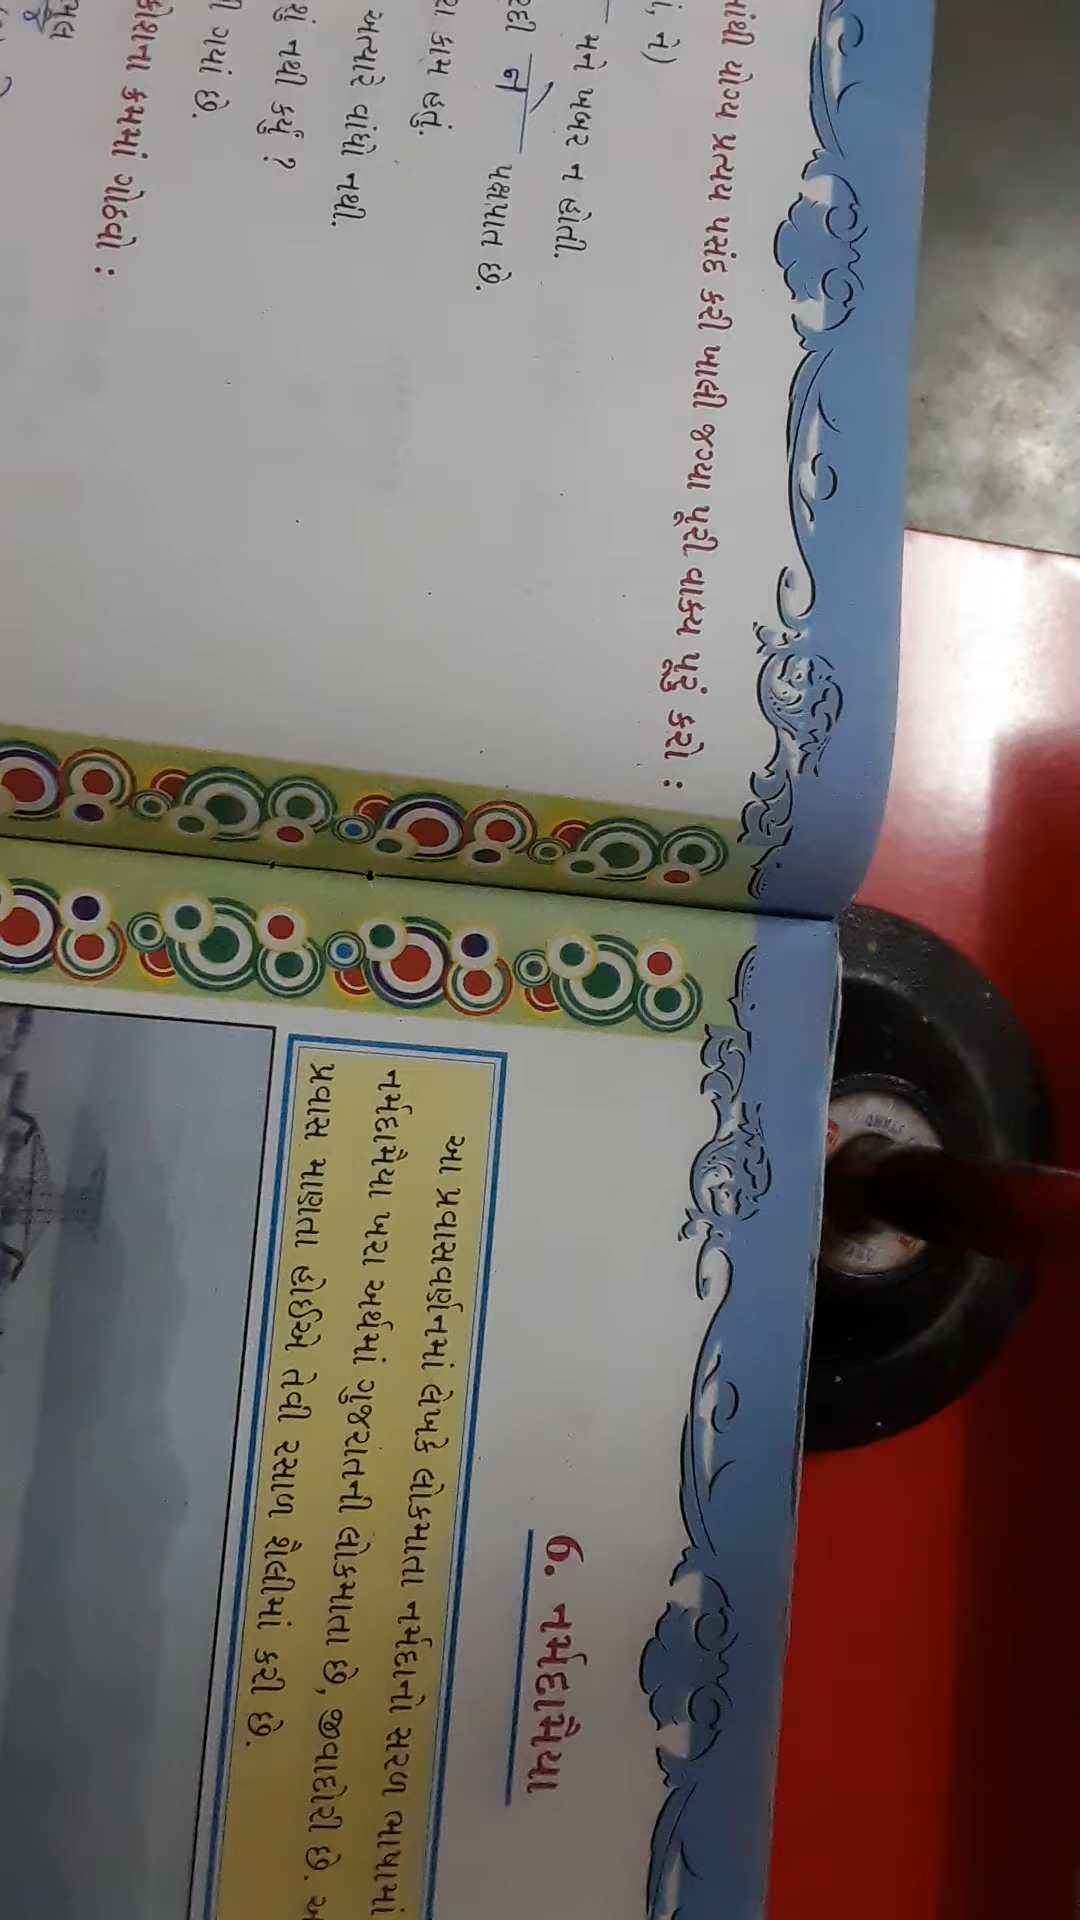 માંથી યોગ્ય પ્રત્યય પસંદ કરી ખાલી જગ્યા પૂરી વાક્ય પૂરું કરો :
ને)
મને ખબર ન હોતી.
ને પક્ષપાત છે.
કામ હતું.
અત્યારે વાંધો નથી.
શું નથી કર્યું ?
ગયાં છે.
કોશના ક્રમમાં ગોઠવો :
6. નર્મદામૈયા
આ પ્રવાસવર્ણનમાં લેખકે લોકમાતા નર્મદાનો સરળ ભાષામાં
નર્મદામૈયા ખરા અર્થમાં ગુજરાતની લોકમાતા છે, જીવાદોરી છે.
પ્રવાસ માણતા હોઈએ તેવી રસાળ શૈલીમાં કરી છે.